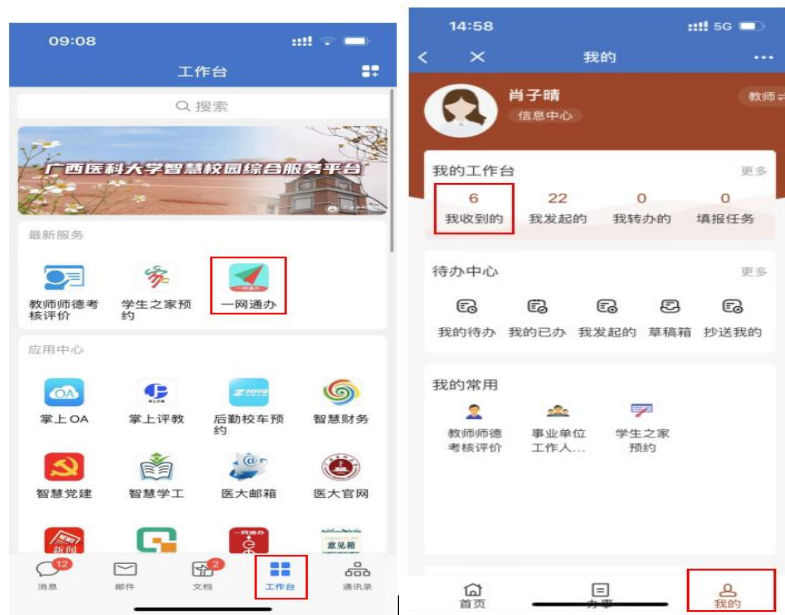 09:08
工作台
搜索
广西医科大学智慧校园综合服务平台
最新服务
教师师德考
核评价
学生之家预
约
一网通办
应用中心
OA
掌上OA
掌上评教
后勤校车预
约
智慧财务
智慧党建
智慧学工
医大邮箱
医大官网
新闻
一网通办
意见箱
12
消息
邮件
2
文档
工作台
通讯录
14:58
5G
我的
肖子晴
信息中心
教师
我的工作台
更多
6
22
0
0
我收到的
我发起的
我转办的
填报任务
待办中心
更多
我的待办
我的已办
我发起的
草稿箱
抄送我的
我的常用
教师师德
考核评价
事业单位
工作人...
学生之家
预约
首页
办事
我的